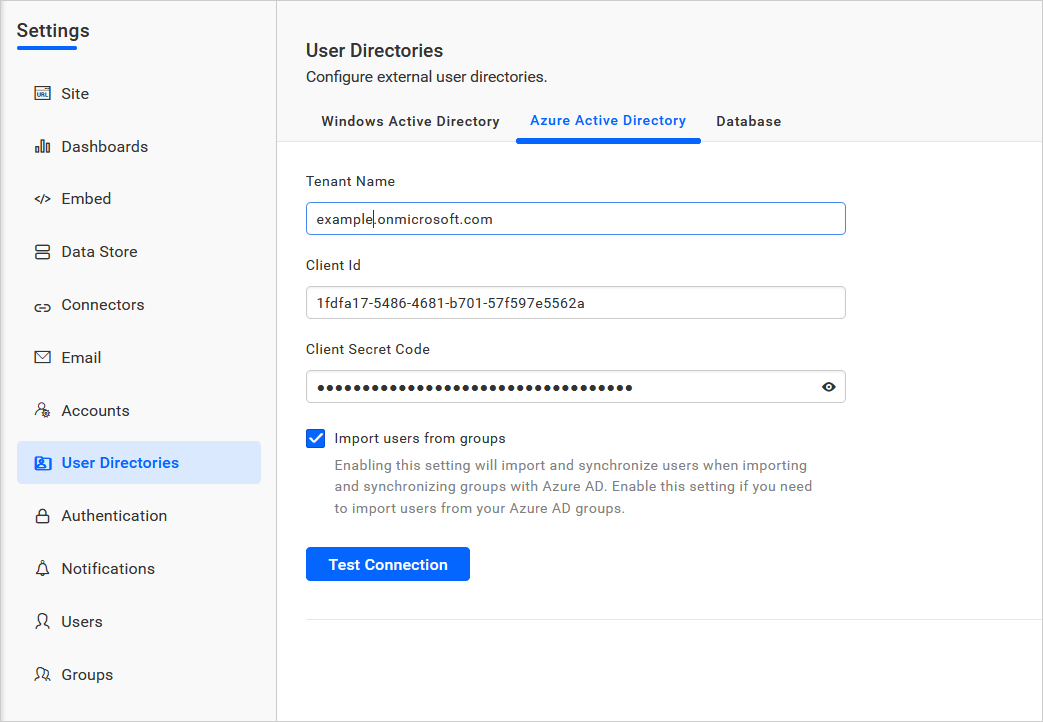 Settings
URL
Site
Dashboards
Embed
Data Store
Connectors
Email
Accounts
User Directories
Authentication
Notifications
Users
Groups
User Directories
Configure external user directories.
Windows Active Directory
Azure Active Directory
Database
Tenant Name
example.onmicrosoft.com
Client Id
1fdfa17-5486-4681-b701-57f597e5562a
Client Secret Code
●●●●●●●●●●●●●●●●●●●●●●●●●●●●●●●●●●●
Import users from groups
Enabling this setting will import and synchronize users when importing
and synchronizing groups with Azure AD. Enable this setting if you need
to import users from your Azure AD groups.
Test Connection